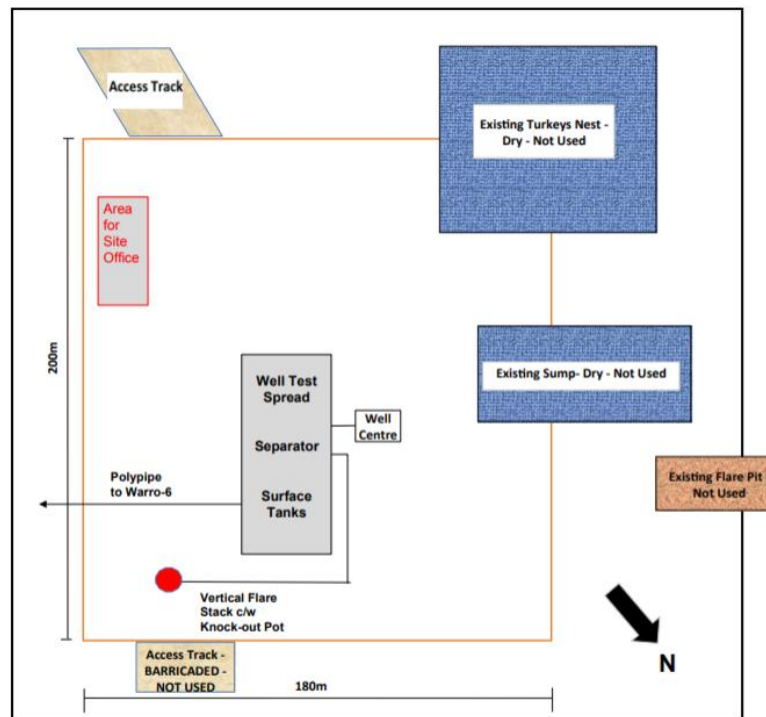 Access Track
Existing Turkeys Nest -
Dry - Not Used
Area
for
Site
Office
200m
Existing Sump- Dry - Not Used
Well Test
Spread
Well
Centre
Separator
Polypipe
to Warro-6
Surface
Tanks
Existing Flare Pit
Not Used
Vertical Flare
Stack c/w
Knock-out Pot
N
Access Track -
BARRICADED -
NOT USED
180m